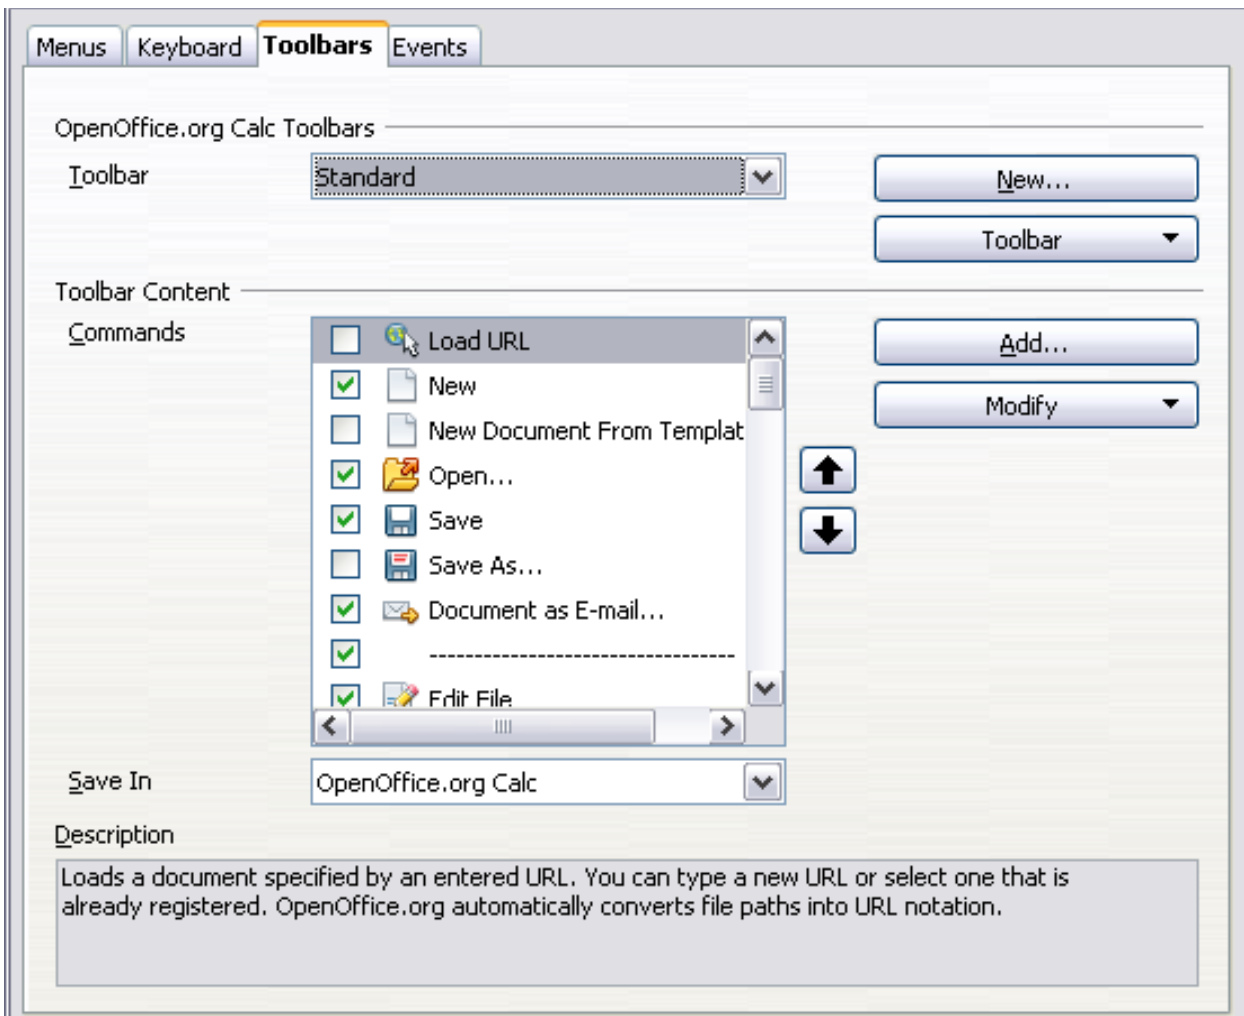 Menus Keyboard Toolbars Events
OpenOffice.org Calc Toolbars
Toolbar Standard New...
Toolbar
Toolbar Content
Commands Load URL Add...
New Modify
New Document From Templat
Open...
Save
Save As...
Document as E-mail...
----------------------------------
Edit File
Save In OpenOffice.org Calc
Description
Loads a document specified by an entered URL. You can type a new URL or select one that is
already registered. OpenOffice.org automatically converts file paths into URL notation.